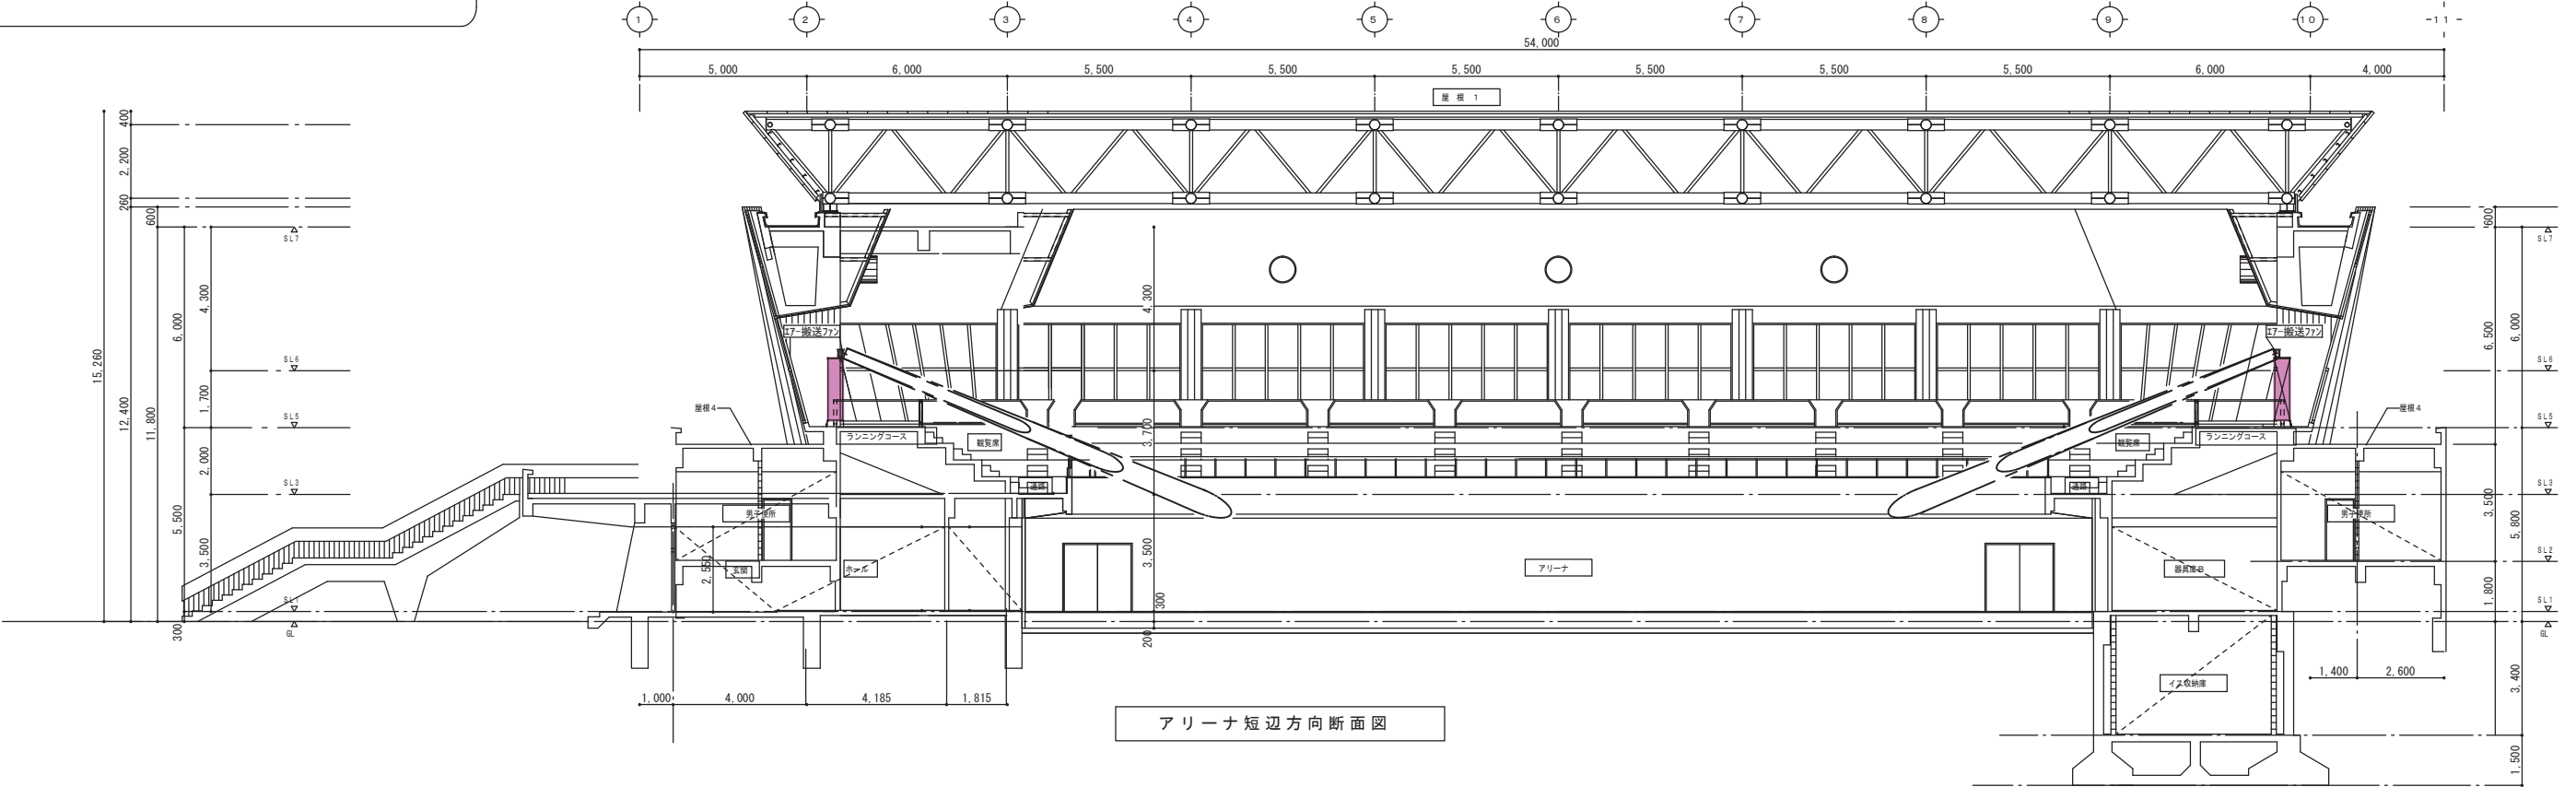 1 2 3 4 5 6 7 8 9 10 11
54,000
5,000 6,000 5,500 5,500 5,500 5,500 5,500 5,500 6,000 4,000
屋根 1
400
2,200
260
600
15,260
12,400
11,800
6,000
4,300
1,700
2,000
5,500
3,500
300
SL7
SL6
SL5
SL3
SL1
GL
エアー搬送ファン
エアー搬送ファン
屋根4
ランニングコース
観覧席
通路
男子便所
玄関
2,550
ホール
4,300
3,700
3,500
300
200
アリーナ
観覧席
ランニングコース
通路
屋根4
男子便所
器具庫B
イス収納庫
600
6,500
6,000
3,500
5,800
1,800
3,400
1,500
SL7
SL6
SL5
SL3
SL2
SL1
GL
1,000 4,000 4,185 1,815
1,400 2,600
アリーナ短辺方向断面図